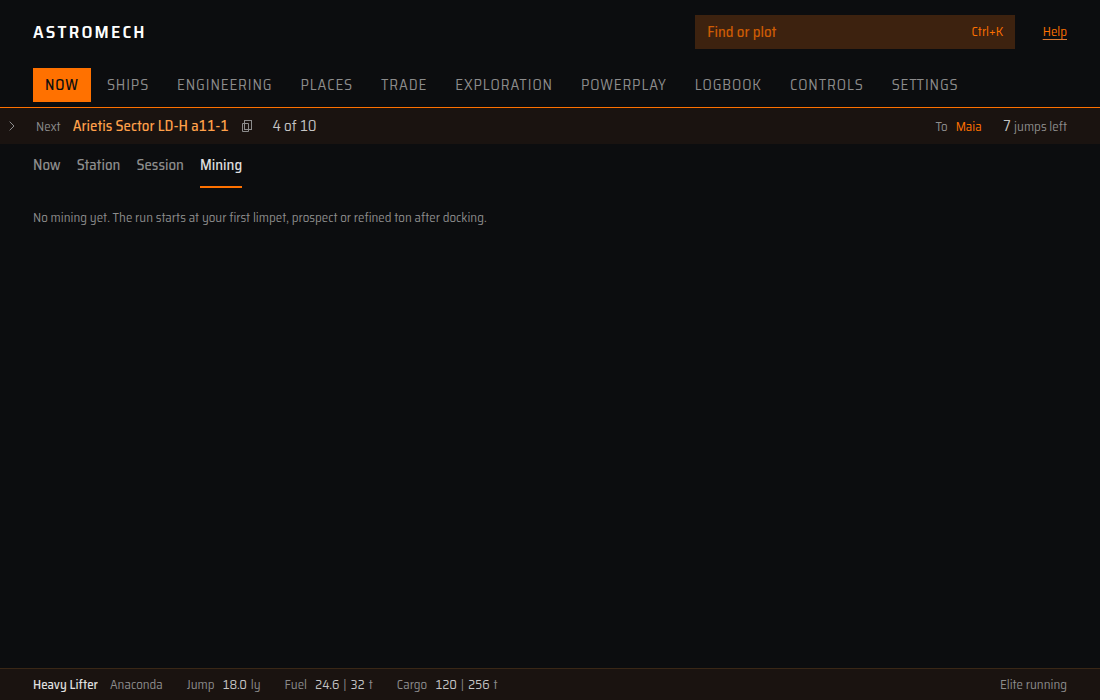 ASTROMECH
Find or plot Ctrl+K Help
NOW SHIPS ENGINEERING PLACES TRADE EXPLORATION POWERPLAY LOGBOOK CONTROLS SETTINGS
Next Arietis Sector LD-H a11-1 4 of 10 To Maia 7 jumps left
Now Station Session Mining
No mining yet. The run starts at your first limpet, prospect or refined ton after docking.
Heavy Lifter Anaconda Jump 18.0 ly Fuel 24.6 | 32 t Cargo 120 | 256 t Elite running